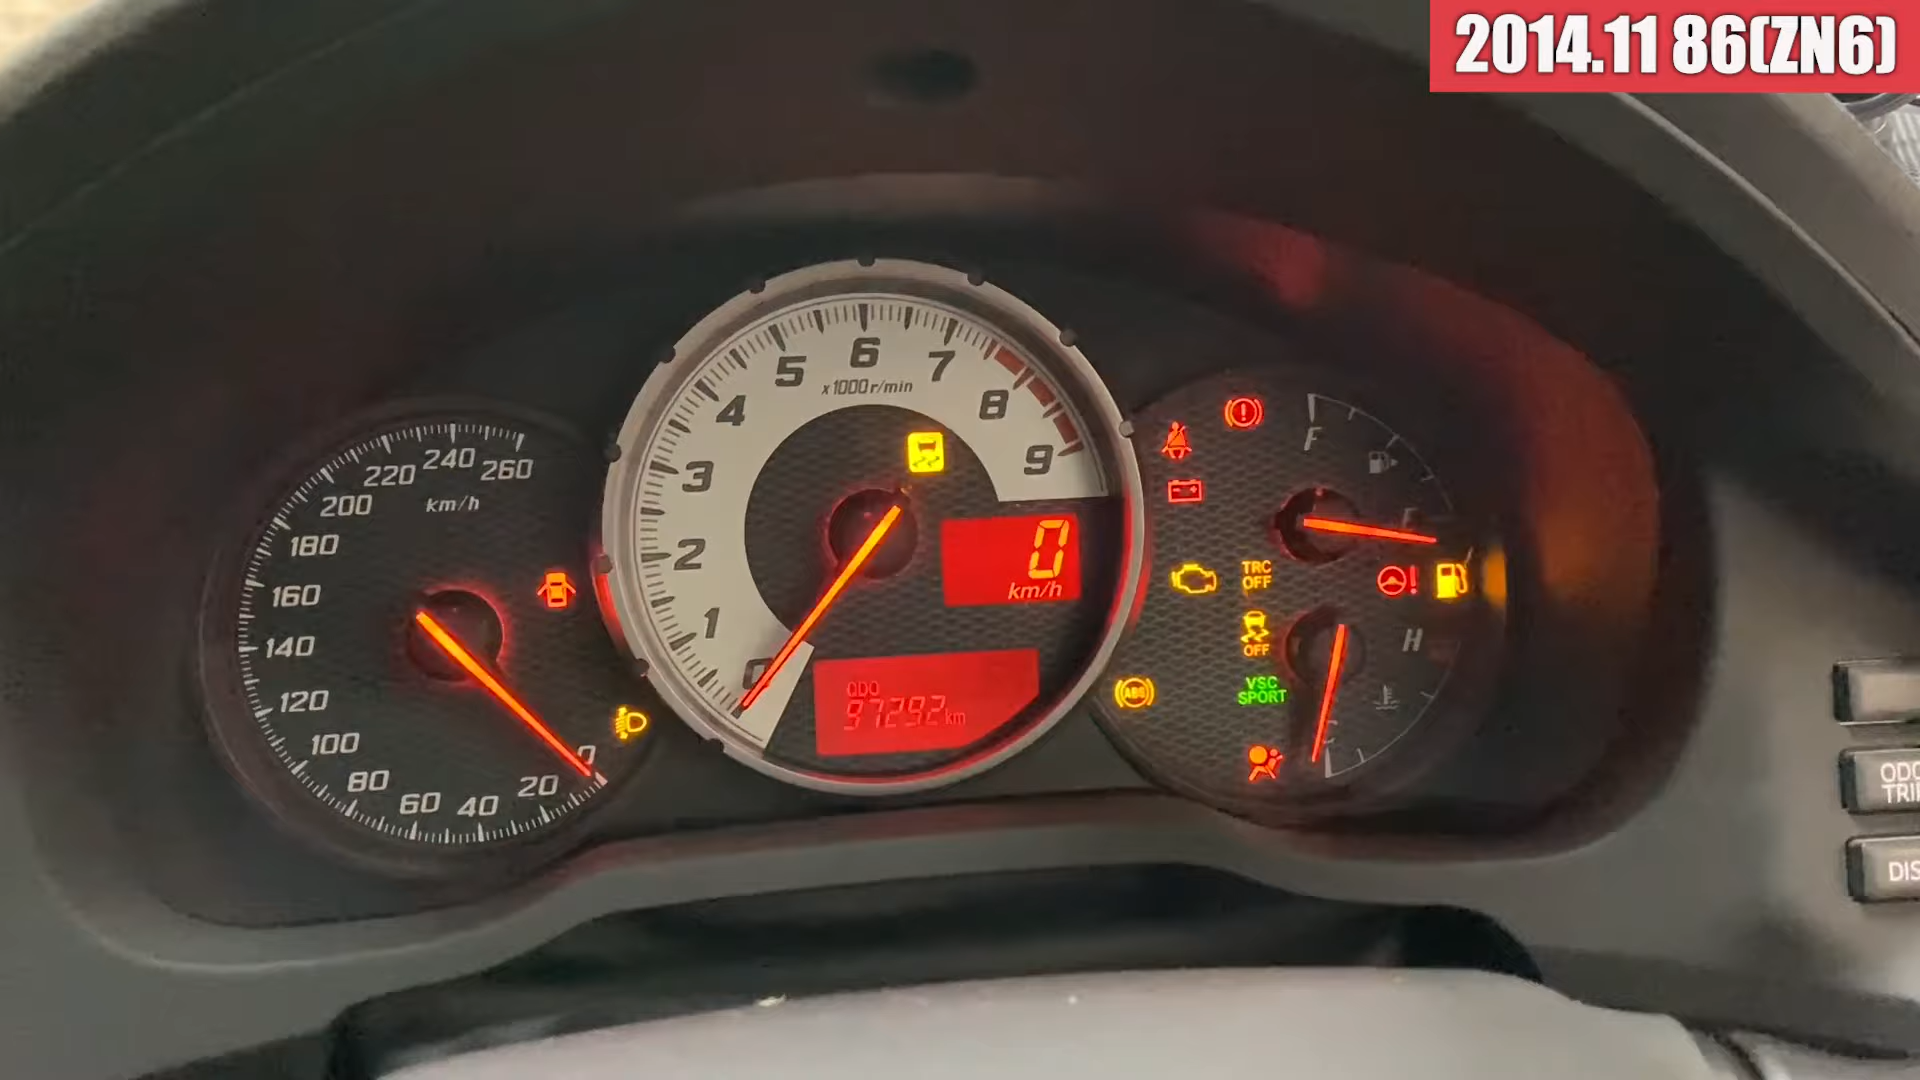 2014.11 86(ZN6)
260
240
220
200
km/h
180
160
140
120
100
80
60
40
20
0
6
5
7
x1000r/min
4
8
3
9
2
1
0
0
km/h
ODO
97292km
F
E
TRC
OFF
OFF
H
VSC
SPORT
ABS
ODO
TRI
DIS